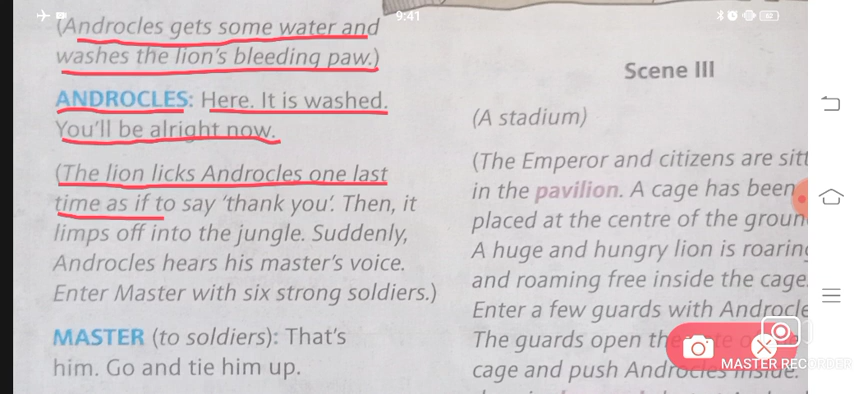 9:41
(Androcles gets some water and
washes the lion's bleeding paw.)
ANDROCLES: Here. It is washed.
You'll be alright now.
(The lion licks Androcles one last
time as if to say 'thank you'. Then, it
limps off into the jungle. Suddenly,
Androcles hears his master's voice.
Enter Master with six strong soldiers.)
MASTER (to soldiers): That's
him. Go and tie him up.
Scene III
(A stadium)
(The Emperor and citizens are
in the pavilion. A cage has been
placed at the centre of the
A huge and hungry lion is
and roaming free inside the cage.
Enter a few guards with
The guards open
cage and push Androcles inside.
MASTER RECORDER